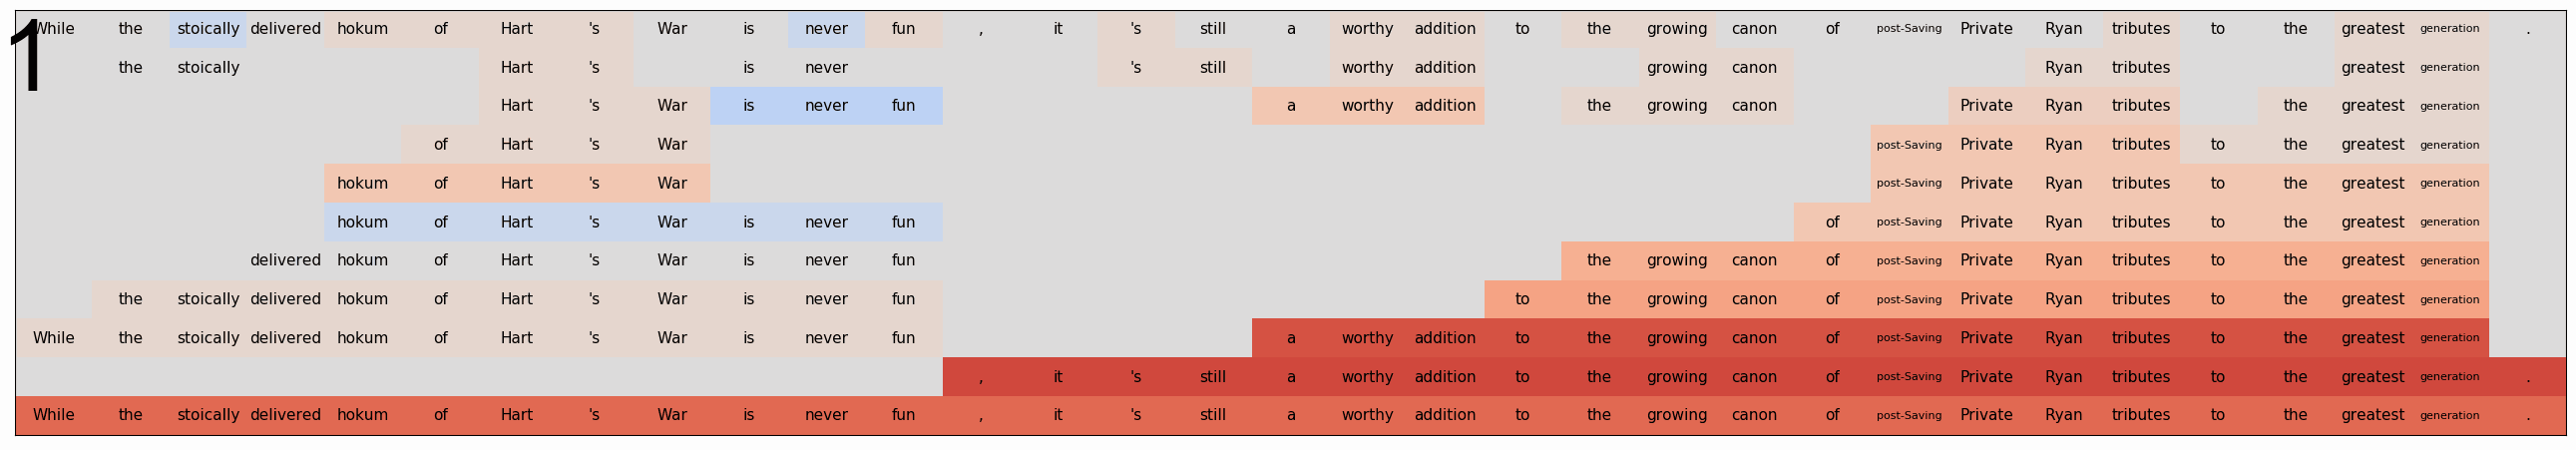 1
While the stoically delivered hokum of Hart 's War is never fun , it 's still a worthy addition to the growing canon of post-Saving Private Ryan tributes to the greatest generation .
the stoically Hart 's is never 's still worthy addition growing canon Ryan tributes greatest generation
Hart 's War is never fun a worthy addition the growing canon Private Ryan tributes the greatest generation
of Hart 's War post-Saving Private Ryan tributes to the greatest generation
hokum of Hart 's War post-Saving Private Ryan tributes to the greatest generation
hokum of Hart 's War is never fun of post-Saving Private Ryan tributes to the greatest generation
delivered hokum of Hart 's War is never fun the growing canon of post-Saving Private Ryan tributes to the greatest generation
the stoically delivered hokum of Hart 's War is never fun to the growing canon of post-Saving Private Ryan tributes to the greatest generation
While the stoically delivered hokum of Hart 's War is never fun a worthy addition to the growing canon of post-Saving Private Ryan tributes to the greatest generation
, it 's still a worthy addition to the growing canon of post-Saving Private Ryan tributes to the greatest generation .
While the stoically delivered hokum of Hart 's War is never fun , it 's still a worthy addition to the growing canon of post-Saving Private Ryan tributes to the greatest generation .